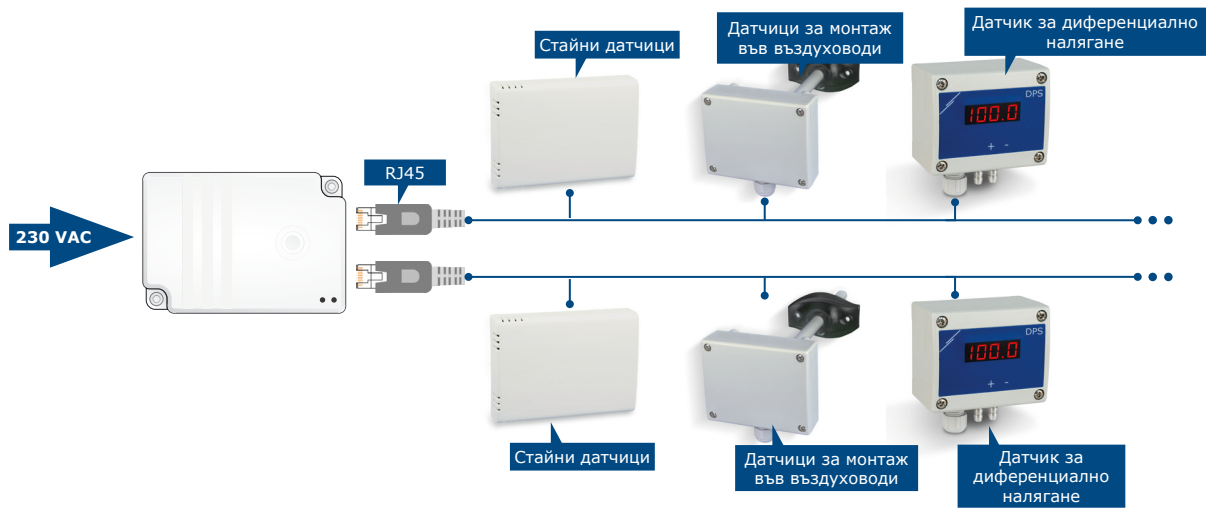 Стайни датчици
Датчици за монтаж
във въздуховоди
Датчик за диференциално
налягане
DPS
100.0
+ -
RJ45
230 VAC
DPS
100.0
+ -
Стайни датчици
Датчици за монтаж
във въздуховоди
Датчик за
диференциално
налягане